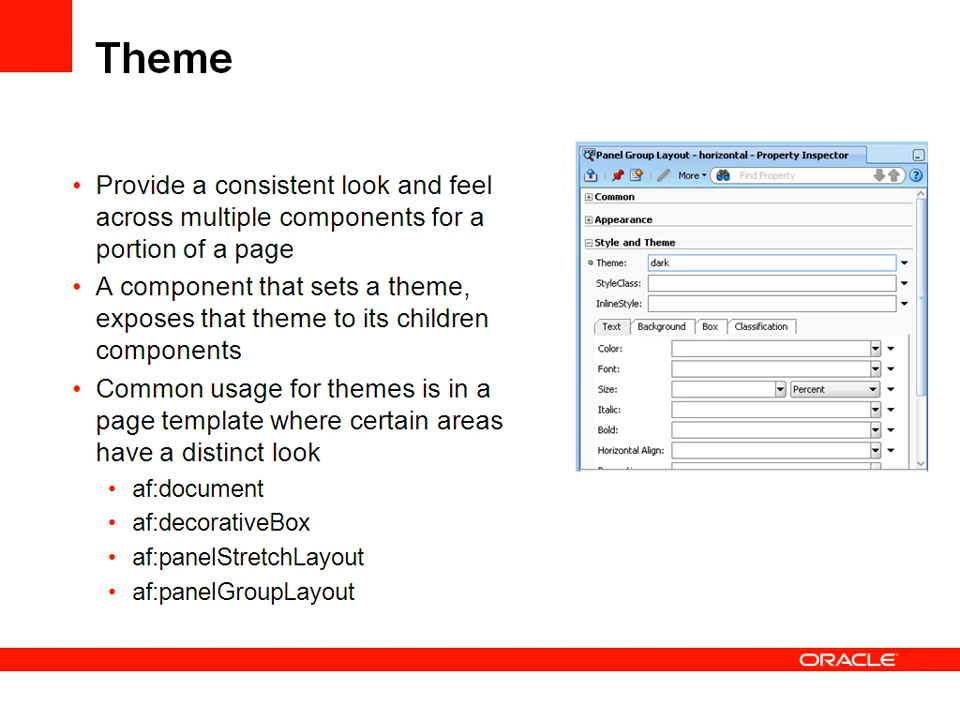 Theme
• Provide a consistent look and feel
across multiple components for a
portion of a page
• A component that sets a theme,
exposes that theme to its children
components
• Common usage for themes is in a
page template where certain areas
have a distinct look
• af:document
• af:decorativeBox
• af:panelStretchLayout
• af:panelGroupLayout
Panel Group Layout - horizontal - Property Inspector
More Find Property
Common
Appearance
Style and Theme
Theme: dark
StyleClass:
InlineStyle:
Text Background Box Classification
Color:
Font:
Size: Percent
Italic:
Bold:
Horizontal Align:
ORACLE